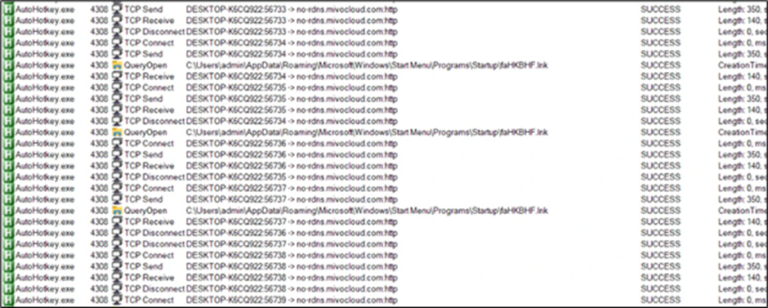 AutoHotkey.exe 4308 TCP Send DESKTOP-K6CQ922:56733 -> no-rdns.mivocloud.com:http SUCCESS Length: 350,
AutoHotkey.exe 4308 TCP Receive DESKTOP-K6CQ922:56733 -> no-rdns.mivocloud.com:http SUCCESS Length: 140,
AutoHotkey.exe 4308 TCP Disconnect DESKTOP-K6CQ922:56733 -> no-rdns.mivocloud.com:http SUCCESS Length: 0, sec
AutoHotkey.exe 4308 TCP Connect DESKTOP-K6CQ922:56734 -> no-rdns.mivocloud.com:http SUCCESS Length: 0, ms
AutoHotkey.exe 4308 TCP Send DESKTOP-K6CQ922:56734 -> no-rdns.mivocloud.com:http SUCCESS Length: 350,
AutoHotkey.exe 4308 QueryOpen C:\Users\admin\AppData\Roaming\Microsoft\Windows\Start Menu\Programs\Startup\faHKBHF.lnk SUCCESS CreationTime
AutoHotkey.exe 4308 TCP Receive DESKTOP-K6CQ922:56734 -> no-rdns.mivocloud.com:http SUCCESS Length: 140,
AutoHotkey.exe 4308 TCP Connect DESKTOP-K6CQ922:56735 -> no-rdns.mivocloud.com:http SUCCESS Length: 0, ms
AutoHotkey.exe 4308 TCP Send DESKTOP-K6CQ922:56735 -> no-rdns.mivocloud.com:http SUCCESS Length: 350,
AutoHotkey.exe 4308 TCP Receive DESKTOP-K6CQ922:56735 -> no-rdns.mivocloud.com:http SUCCESS Length: 140,
AutoHotkey.exe 4308 TCP Disconnect DESKTOP-K6CQ922:56734 -> no-rdns.mivocloud.com:http SUCCESS Length: 0, sec
AutoHotkey.exe 4308 QueryOpen C:\Users\admin\AppData\Roaming\Microsoft\Windows\Start Menu\Programs\Startup\faHKBHF.lnk SUCCESS CreationTime
AutoHotkey.exe 4308 TCP Connect DESKTOP-K6CQ922:56736 -> no-rdns.mivocloud.com:http SUCCESS Length: 0, ms
AutoHotkey.exe 4308 TCP Send DESKTOP-K6CQ922:56736 -> no-rdns.mivocloud.com:http SUCCESS Length: 350,
AutoHotkey.exe 4308 TCP Receive DESKTOP-K6CQ922:56736 -> no-rdns.mivocloud.com:http SUCCESS Length: 140,
AutoHotkey.exe 4308 TCP Disconnect DESKTOP-K6CQ922:56735 -> no-rdns.mivocloud.com:http SUCCESS Length: 0, sec
AutoHotkey.exe 4308 TCP Connect DESKTOP-K6CQ922:56737 -> no-rdns.mivocloud.com:http SUCCESS Length: 0, ms
AutoHotkey.exe 4308 TCP Send DESKTOP-K6CQ922:56737 -> no-rdns.mivocloud.com:http SUCCESS Length: 350,
AutoHotkey.exe 4308 QueryOpen C:\Users\admin\AppData\Roaming\Microsoft\Windows\Start Menu\Programs\Startup\faHKBHF.lnk SUCCESS CreationTime
AutoHotkey.exe 4308 TCP Receive DESKTOP-K6CQ922:56737 -> no-rdns.mivocloud.com:http SUCCESS Length: 140,
AutoHotkey.exe 4308 TCP Disconnect DESKTOP-K6CQ922:56736 -> no-rdns.mivocloud.com:http SUCCESS Length: 0, sec
AutoHotkey.exe 4308 TCP Disconnect DESKTOP-K6CQ922:56737 -> no-rdns.mivocloud.com:http SUCCESS Length: 0, sec
AutoHotkey.exe 4308 TCP Connect DESKTOP-K6CQ922:56738 -> no-rdns.mivocloud.com:http SUCCESS Length: 0, ms
AutoHotkey.exe 4308 TCP Send DESKTOP-K6CQ922:56738 -> no-rdns.mivocloud.com:http SUCCESS Length: 350,
AutoHotkey.exe 4308 TCP Receive DESKTOP-K6CQ922:56738 -> no-rdns.mivocloud.com:http SUCCESS Length: 140,
AutoHotkey.exe 4308 TCP Disconnect DESKTOP-K6CQ922:56738 -> no-rdns.mivocloud.com:http SUCCESS Length: 0, sec
AutoHotkey.exe 4308 TCP Connect DESKTOP-K6CQ922:56739 -> no-rdns.mivocloud.com:http SUCCESS Length: 0, ms